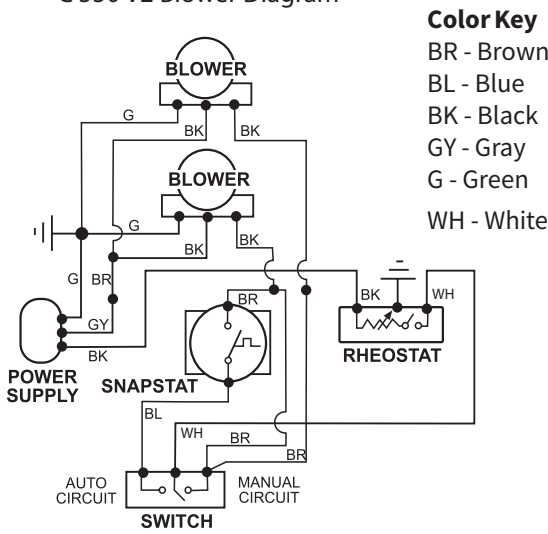 Color Key
BR - Brown
BL - Blue
BK - Black
GY - Gray
G - Green
WH - White
BLOWER
G
BK
BK
BLOWER
G
BK
BK
G
BR
GY
BK
POWER
SUPPLY
BR
SNAPSTAT
BK
WH
RHEOSTAT
BL
WH
BR
BR
AUTO
CIRCUIT
MANUAL
CIRCUIT
SWITCH